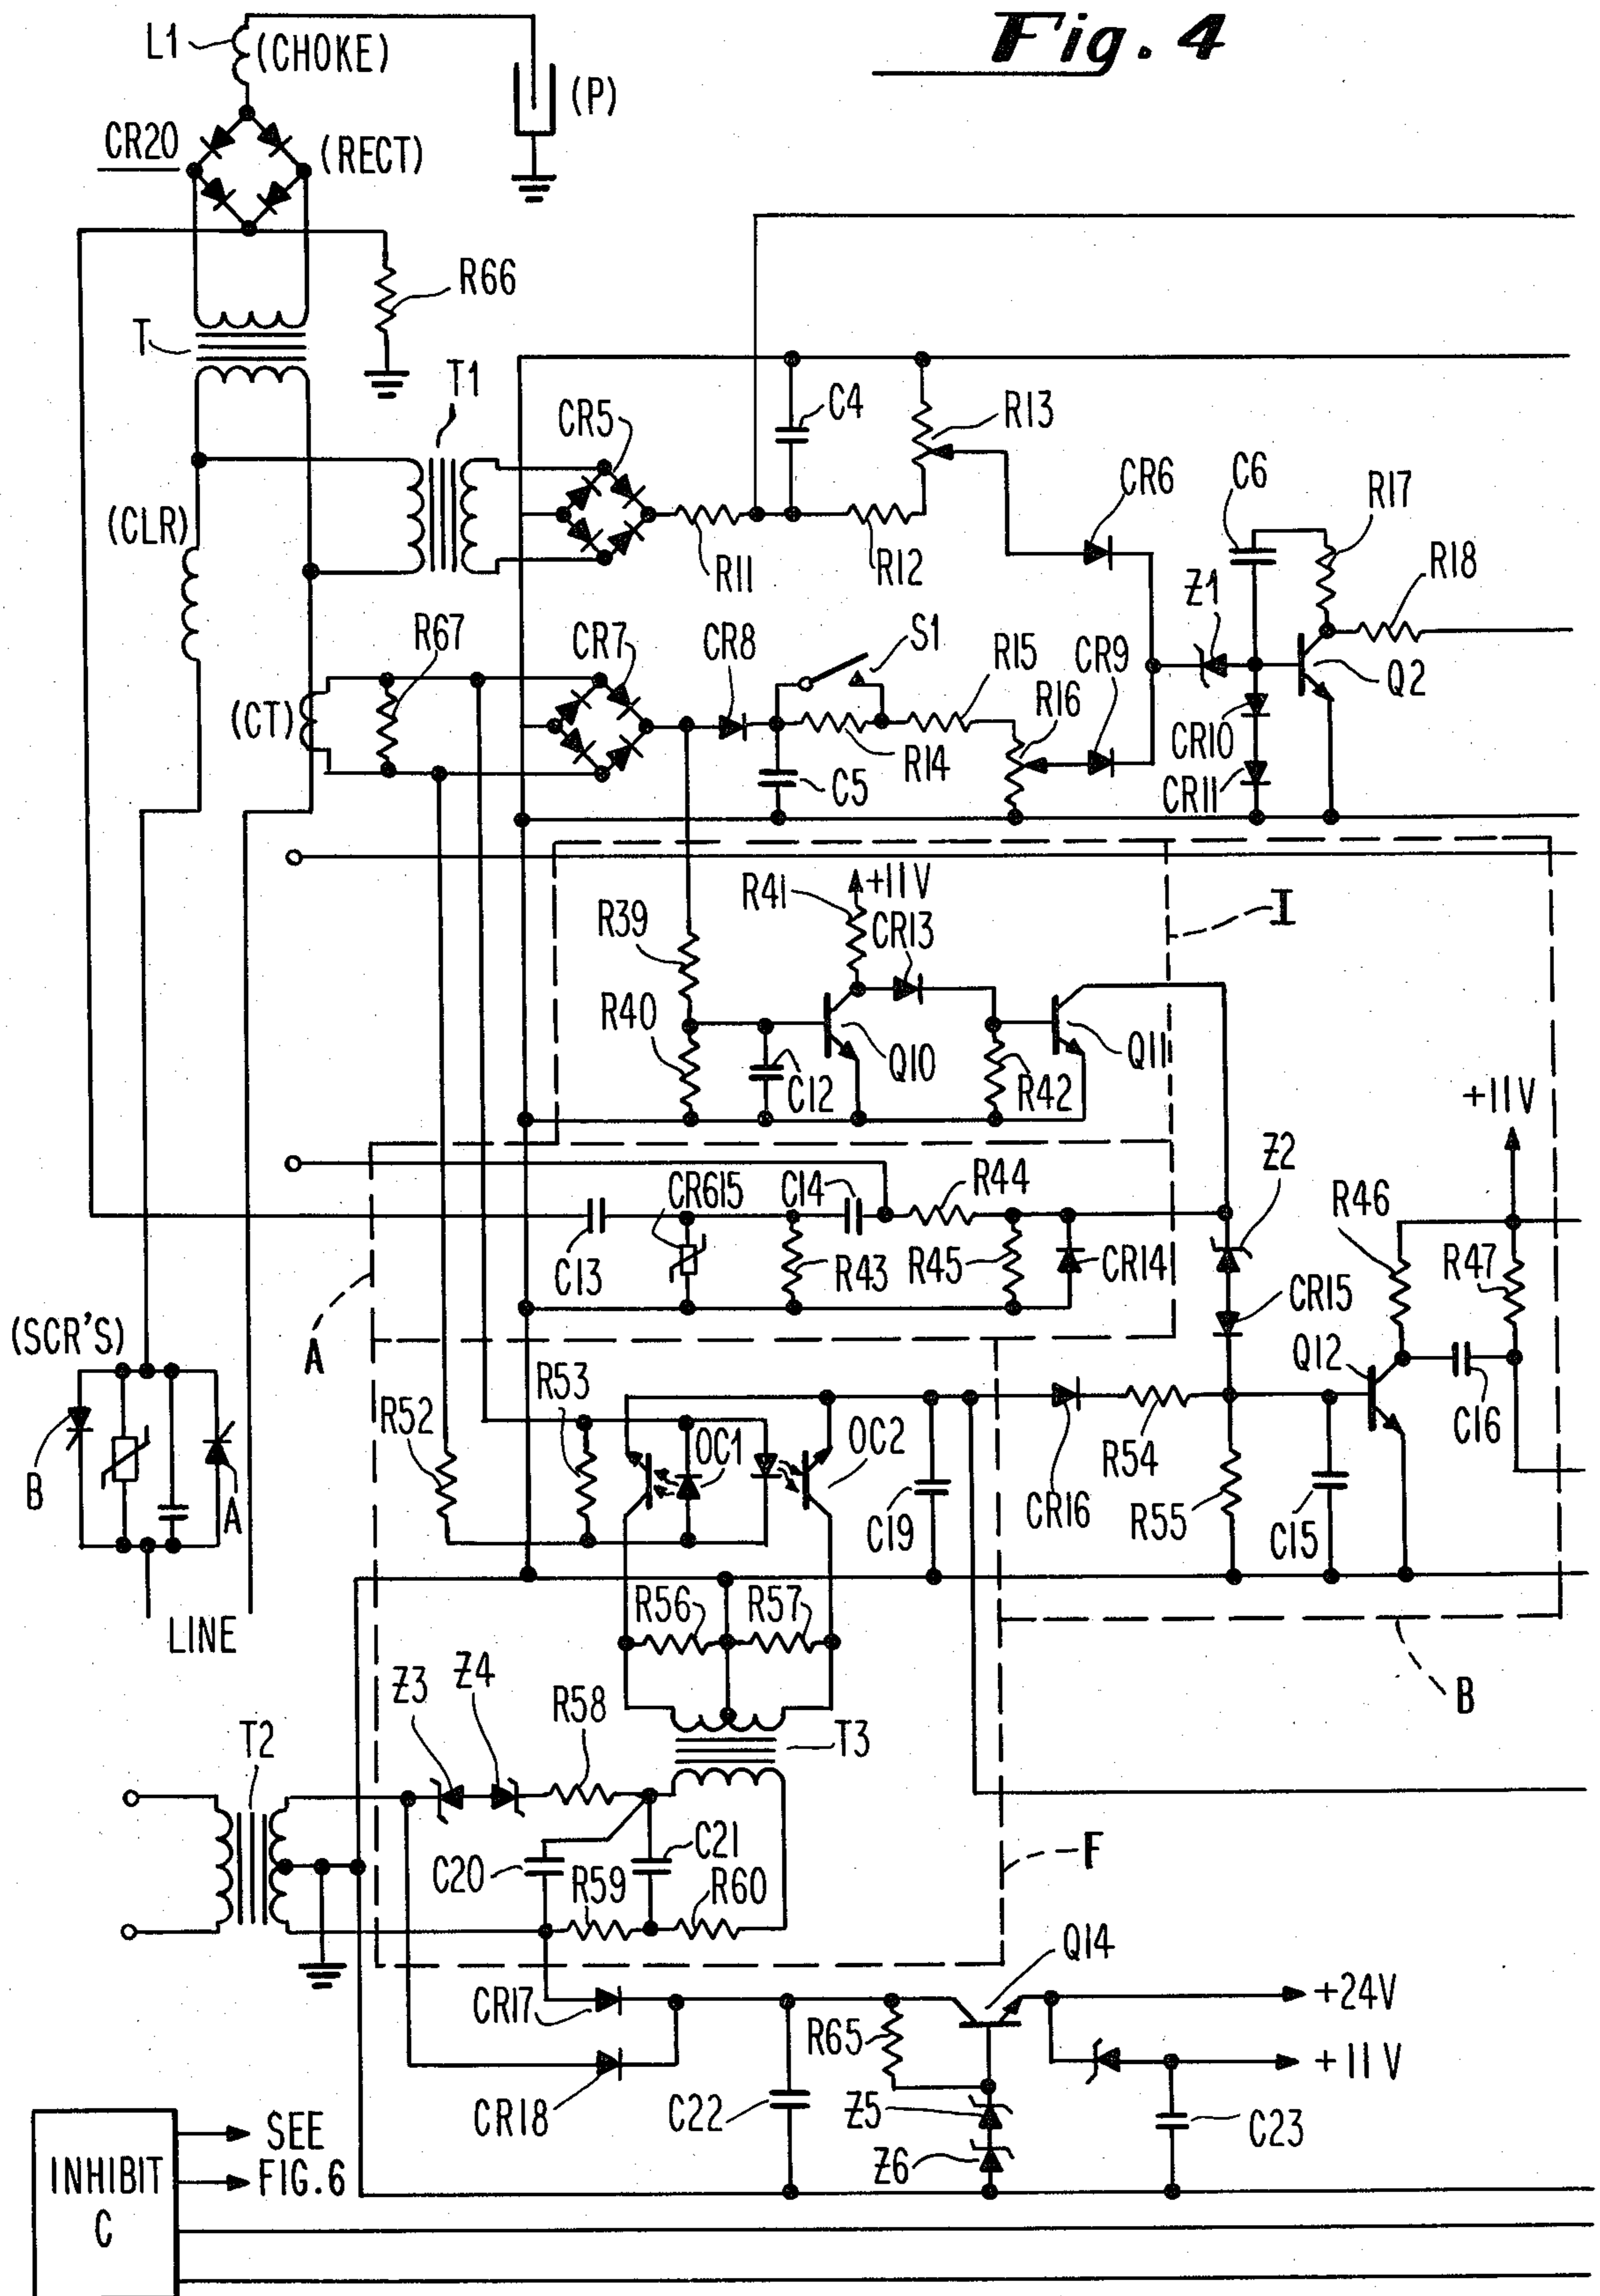 Fig. 4
L1 (CHOKE)
(P)
CR20
(RECT)
R66
T
T1
CR5
C4
R13
(CLR)
R11
R12
CR6
C6
R17
R18
Z1
R67
CR7
CR8
S1
R15
R16
CR9
Q2
(CT)
R14
C5
CR10
CR11
+11V
R41
CR13
I
R39
R40
Q10
C12
R42
Q11
+11V
Z2
CR615
C14
R44
R46
C13
R43
R45
CR14
CR15
R47
A
(SCR'S)
Q12
R53
R52
OC1
OC2
C16
R54
B
A
C19
CR16
R55
C15
LINE
R56
R57
B
Z3
Z4
R58
T3
T2
C20
C21
R59
R60
F
Q14
CR17
+24V
R65
+11V
CR18
C22
Z5
C23
Z6
INHIBIT
C
SEE
FIG.6